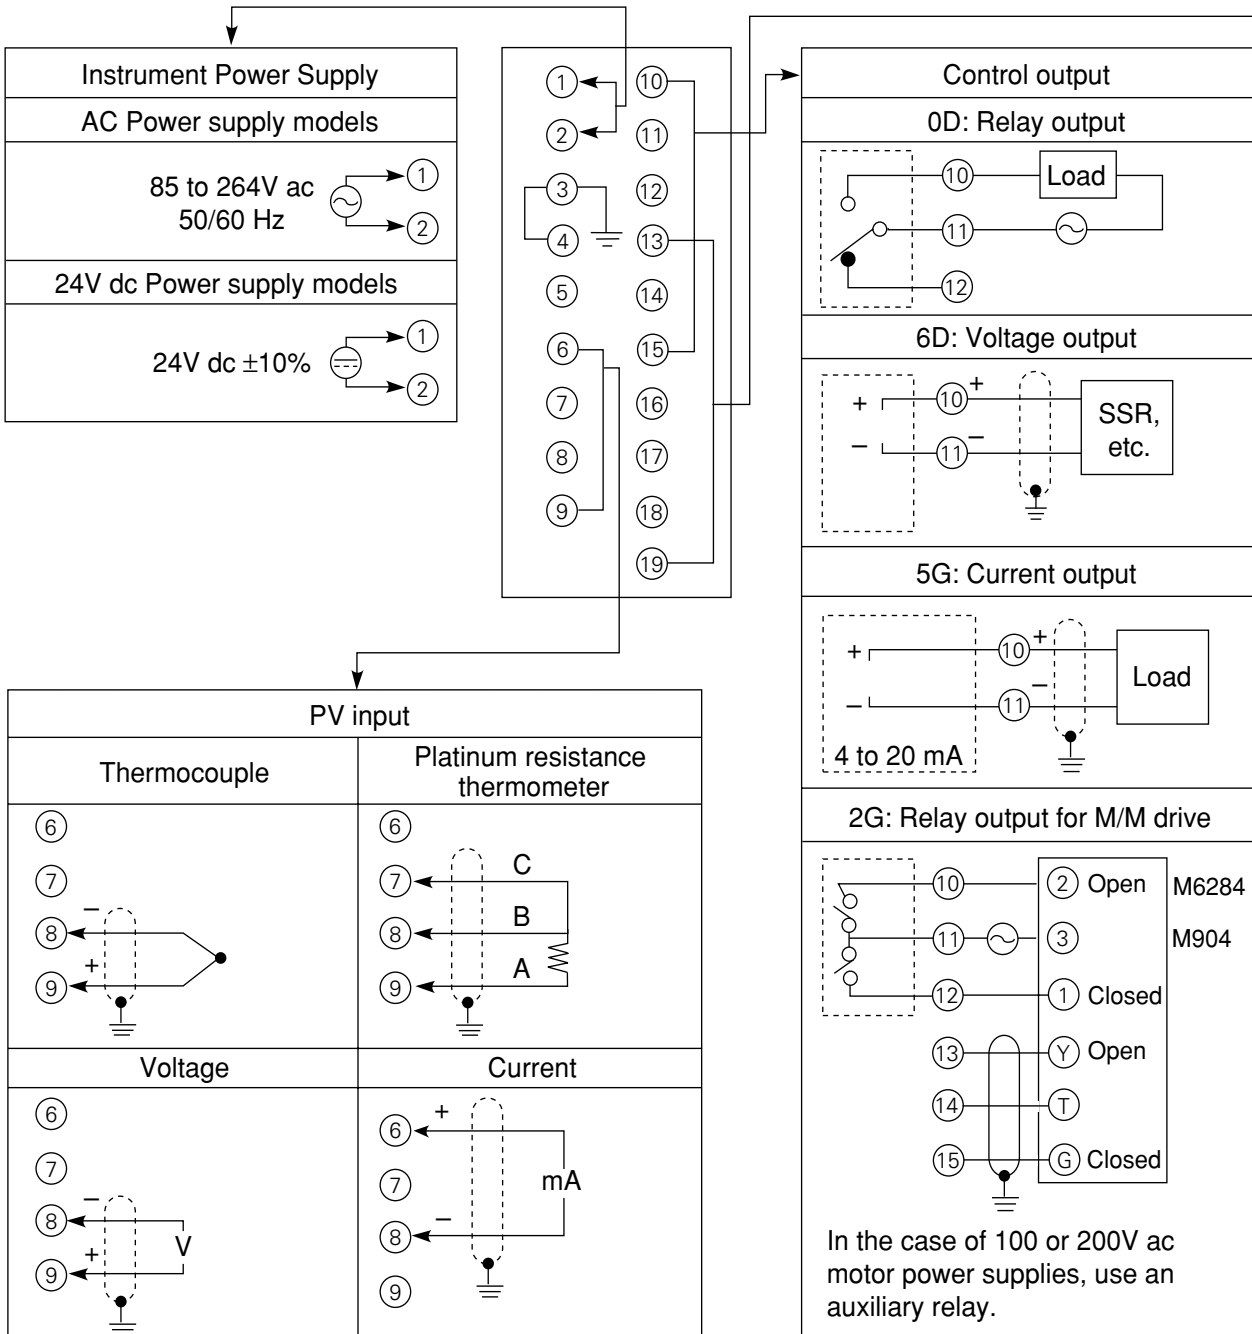 Instrument Power Supply
AC Power supply models
85 to 264V ac
50/60 Hz
1
2
24V dc Power supply models
24V dc ±10%
1
2
1
2
3
4
5
6
7
8
9
10
11
12
13
14
15
16
17
18
19
Control output
0D: Relay output
10
Load
11
12
6D: Voltage output
+
10
+
−
11
−
SSR,
etc.
5G: Current output
+
10
+
−
11
−
Load
4 to 20 mA
2G: Relay output for M/M drive
10
2
Open
M6284
11
3
M904
12
1
Closed
13
Y
Open
14
T
15
G
Closed
In the case of 100 or 200V ac
motor power supplies, use an
auxiliary relay.
PV input
Thermocouple
6
7
−
8
+
9
Platinum resistance
thermometer
6
7
C
8
B
9
A
Voltage
6
7
−
8
V
+
9
Current
+
6
7
mA
−
8
9